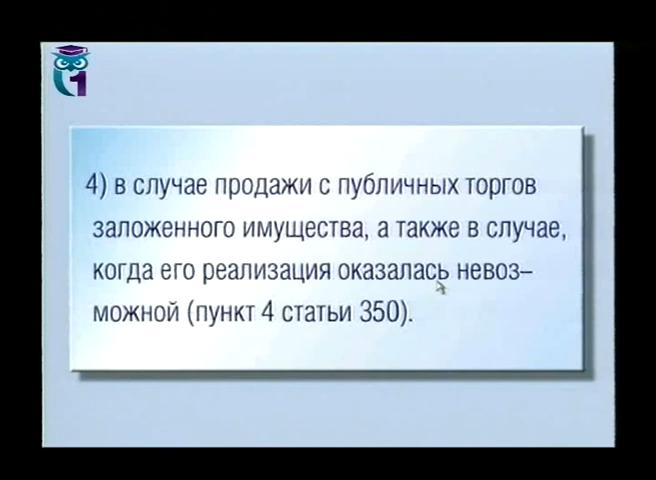 1
4) в случае продажи с публичных торгов
заложенного имущества, а также в случае,
когда его реализация оказалась невоз–
можной (пункт 4 статьи 350).